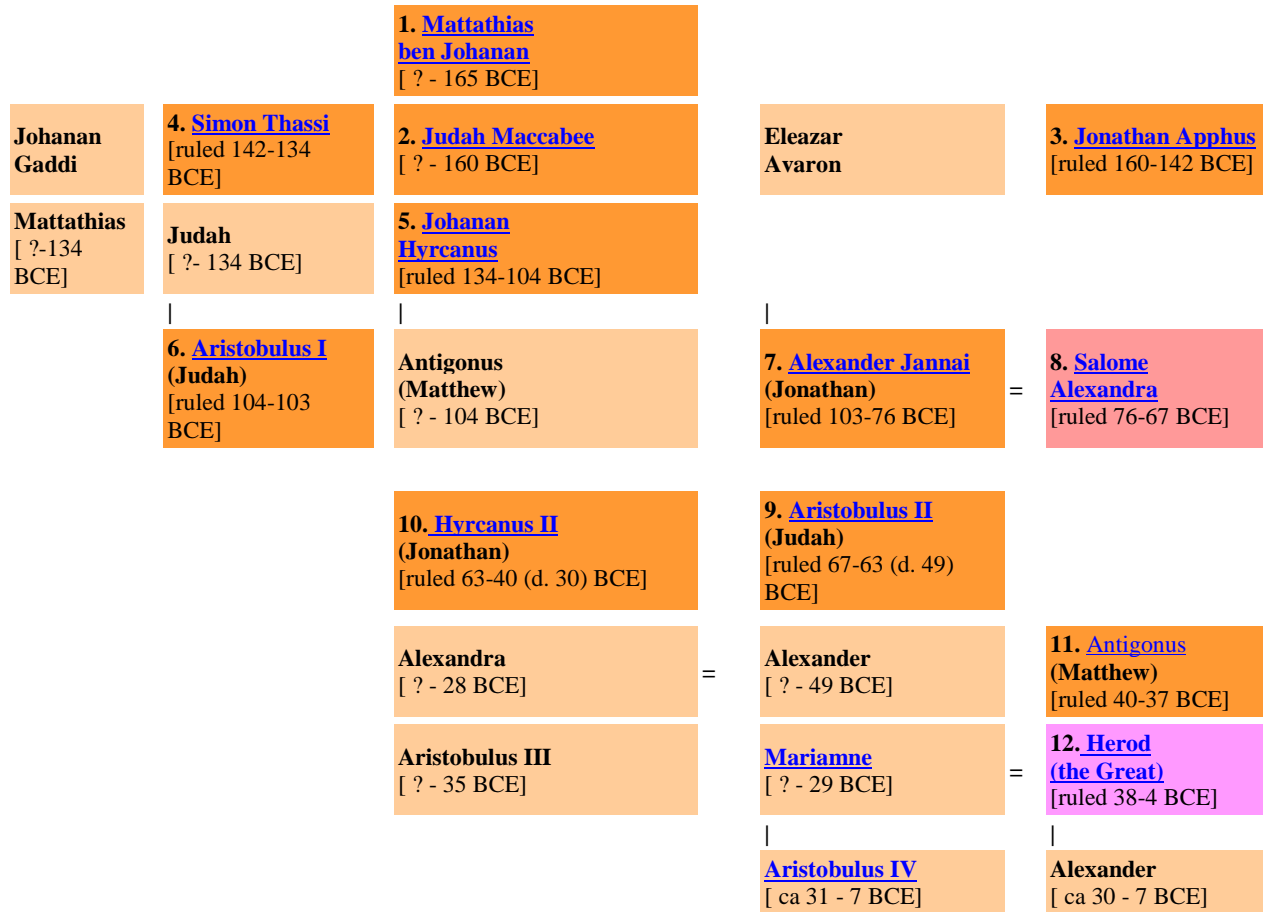 1. Mattathias
ben Johanan
[ ? - 165 BCE]
Johanan
Gaddi
4. Simon Thassi
[ruled 142-134
BCE]
2. Judah Maccabee
[ ? - 160 BCE]
Eleazar
Avaron
3. Jonathan Apphus
[ruled 160-142 BCE]
Mattathias
[ ?-134
BCE]
Judah
[ ?- 134 BCE]
5. Johanan
Hyrcanus
[ruled 134-104 BCE]
| | |
6. Aristobulus I
(Judah)
[ruled 104-103
BCE]
Antigonus
(Matthew)
[ ? - 104 BCE]
7. Alexander Jannai
(Jonathan)
[ruled 103-76 BCE]
=
8. Salome
Alexandra
[ruled 76-67 BCE]
10. Hyrcanus II
(Jonathan)
[ruled 63-40 (d. 30) BCE]
9. Aristobulus II
(Judah)
[ruled 67-63 (d. 49)
BCE]
Alexandra
[ ? - 28 BCE]
=
Alexander
[ ? - 49 BCE]
11. Antigonus
(Matthew)
[ruled 40-37 BCE]
Aristobulus III
[ ? - 35 BCE]
Mariamne
[ ? - 29 BCE]
=
12. Herod
(the Great)
[ruled 38-4 BCE]
| |
Aristobulus IV
[ ca 31 - 7 BCE]
Alexander
[ ca 30 - 7 BCE]